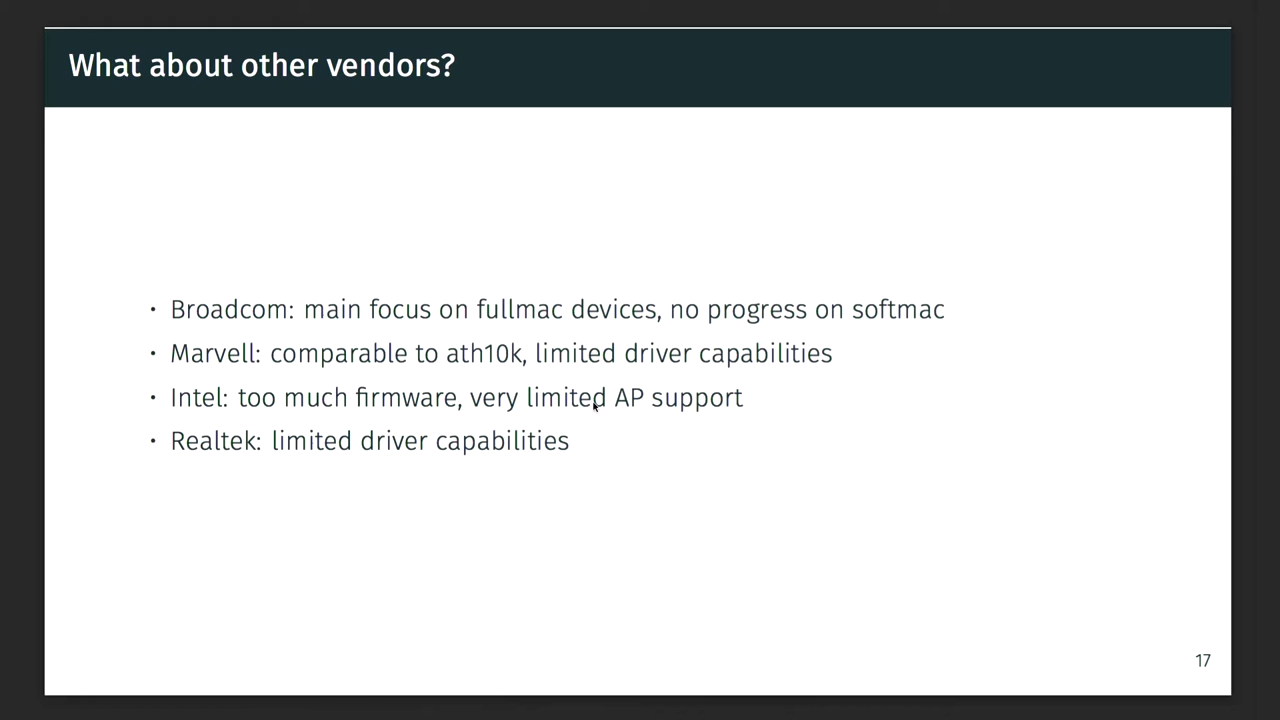 What about other vendors?
• Broadcom: main focus on fullmac devices, no progress on softmac
• Marvell: comparable to ath10k, limited driver capabilities
• Intel: too much firmware, very limited AP support
• Realtek: limited driver capabilities
17